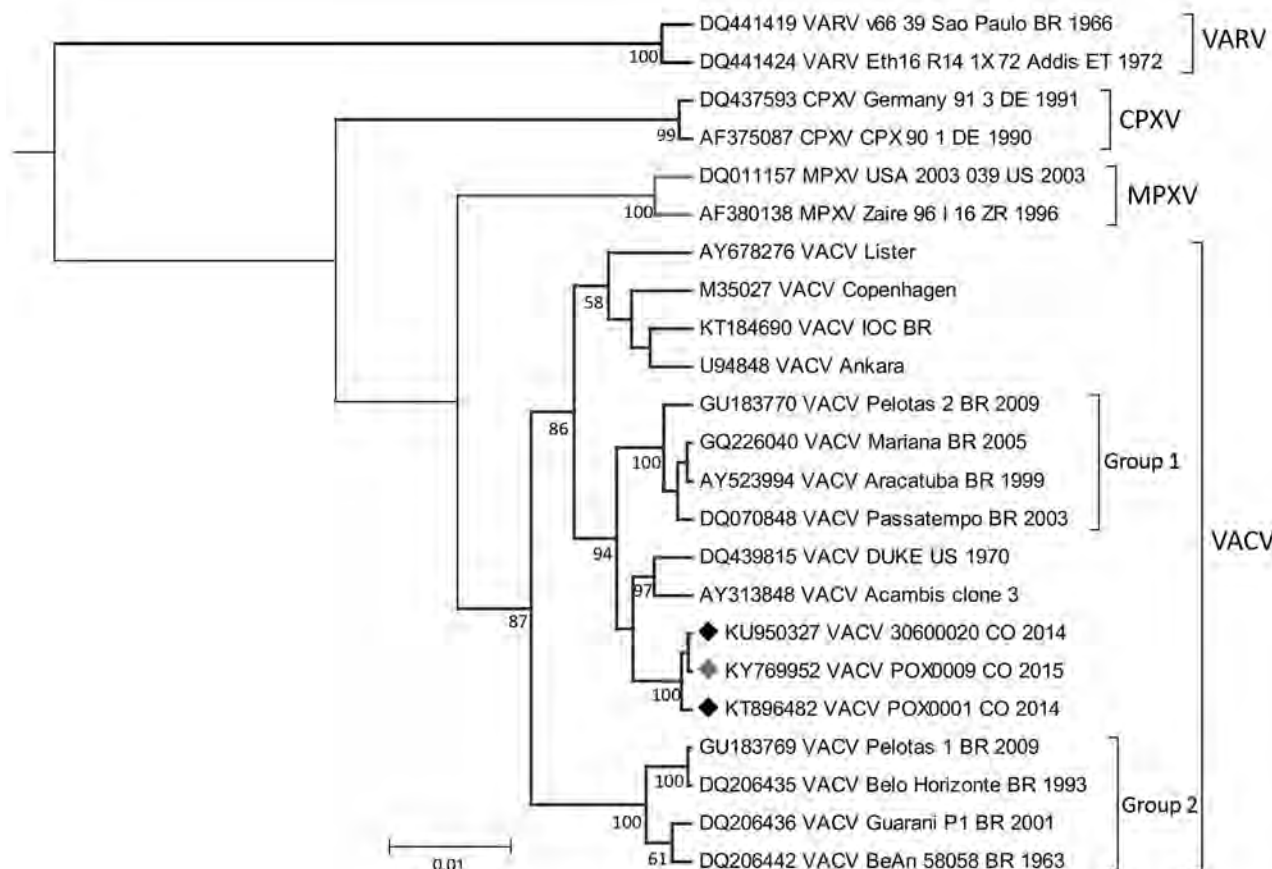 DQ441419 VARV v66 39 Sao Paulo BR 1966
DQ441424 VARV Eth16 R14 1X 72 Addis ET 1972
100
VARV
DQ437593 CPXV Germany 91 3 DE 1991
AF375087 CPXV CPX 90 1 DE 1990
99
CPXV
DQ011157 MPXV USA 2003 039 US 2003
AF380138 MPXV Zaire 96 I 16 ZR 1996
100
MPXV
AY678276 VACV Lister
M35027 VACV Copenhagen
58
KT184690 VACV IOC BR
U94848 VACV Ankara
GU183770 VACV Pelotas 2 BR 2009
86
GQ226040 VACV Mariana BR 2005
100
Group 1
AY523994 VACV Aracatuba BR 1999
DQ070848 VACV Passatempo BR 2003
VACV
94
DQ439815 VACV DUKE US 1970
97
AY313848 VACV Acambis clone 3
87
KU950327 VACV 30600020 CO 2014
KY769952 VACV POX0009 CO 2015
100
KT896482 VACV POX0001 CO 2014
GU183769 VACV Pelotas 1 BR 2009
100
DQ206435 VACV Belo Horizonte BR 1993
Group 2
100
DQ206436 VACV Guarani P1 BR 2001
61
DQ206442 VACV BeAn 58058 BR 1963
0.01